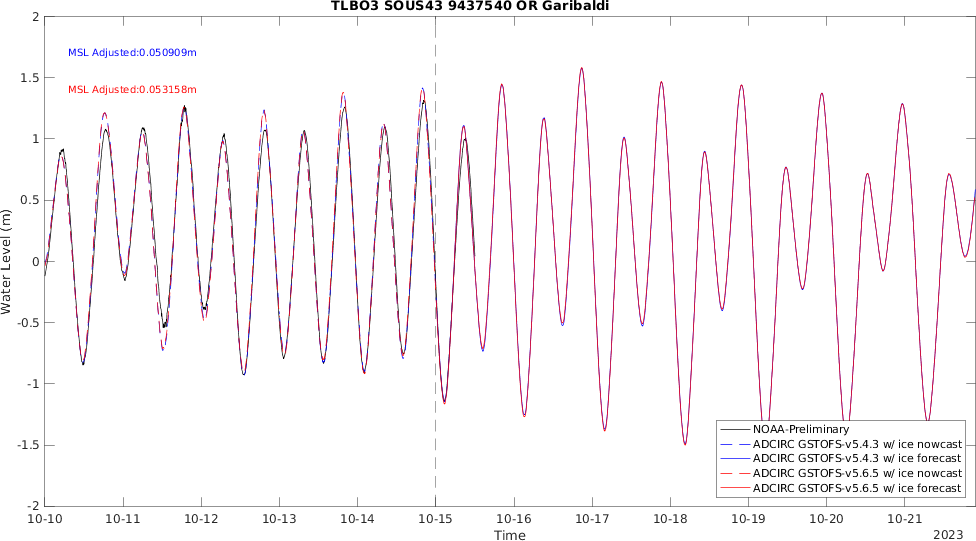 TLBO3 SOUS43 9437540 OR Garibaldi
MSL Adjusted:0.050909m
MSL Adjusted:0.053158m
Water Level (m)
2
1.5
1
0.5
0
-0.5
-1
-1.5
-2
NOAA-Preliminary
ADCIRC GSTOFS-v5.4.3 w/ ice nowcast
ADCIRC GSTOFS-v5.4.3 w/ ice forecast
ADCIRC GSTOFS-v5.6.5 w/ ice nowcast
ADCIRC GSTOFS-v5.6.5 w/ ice forecast
10-10 10-11 10-12 10-13 10-14 10-15 10-16 10-17 10-18 10-19 10-20 10-21
Time
2023